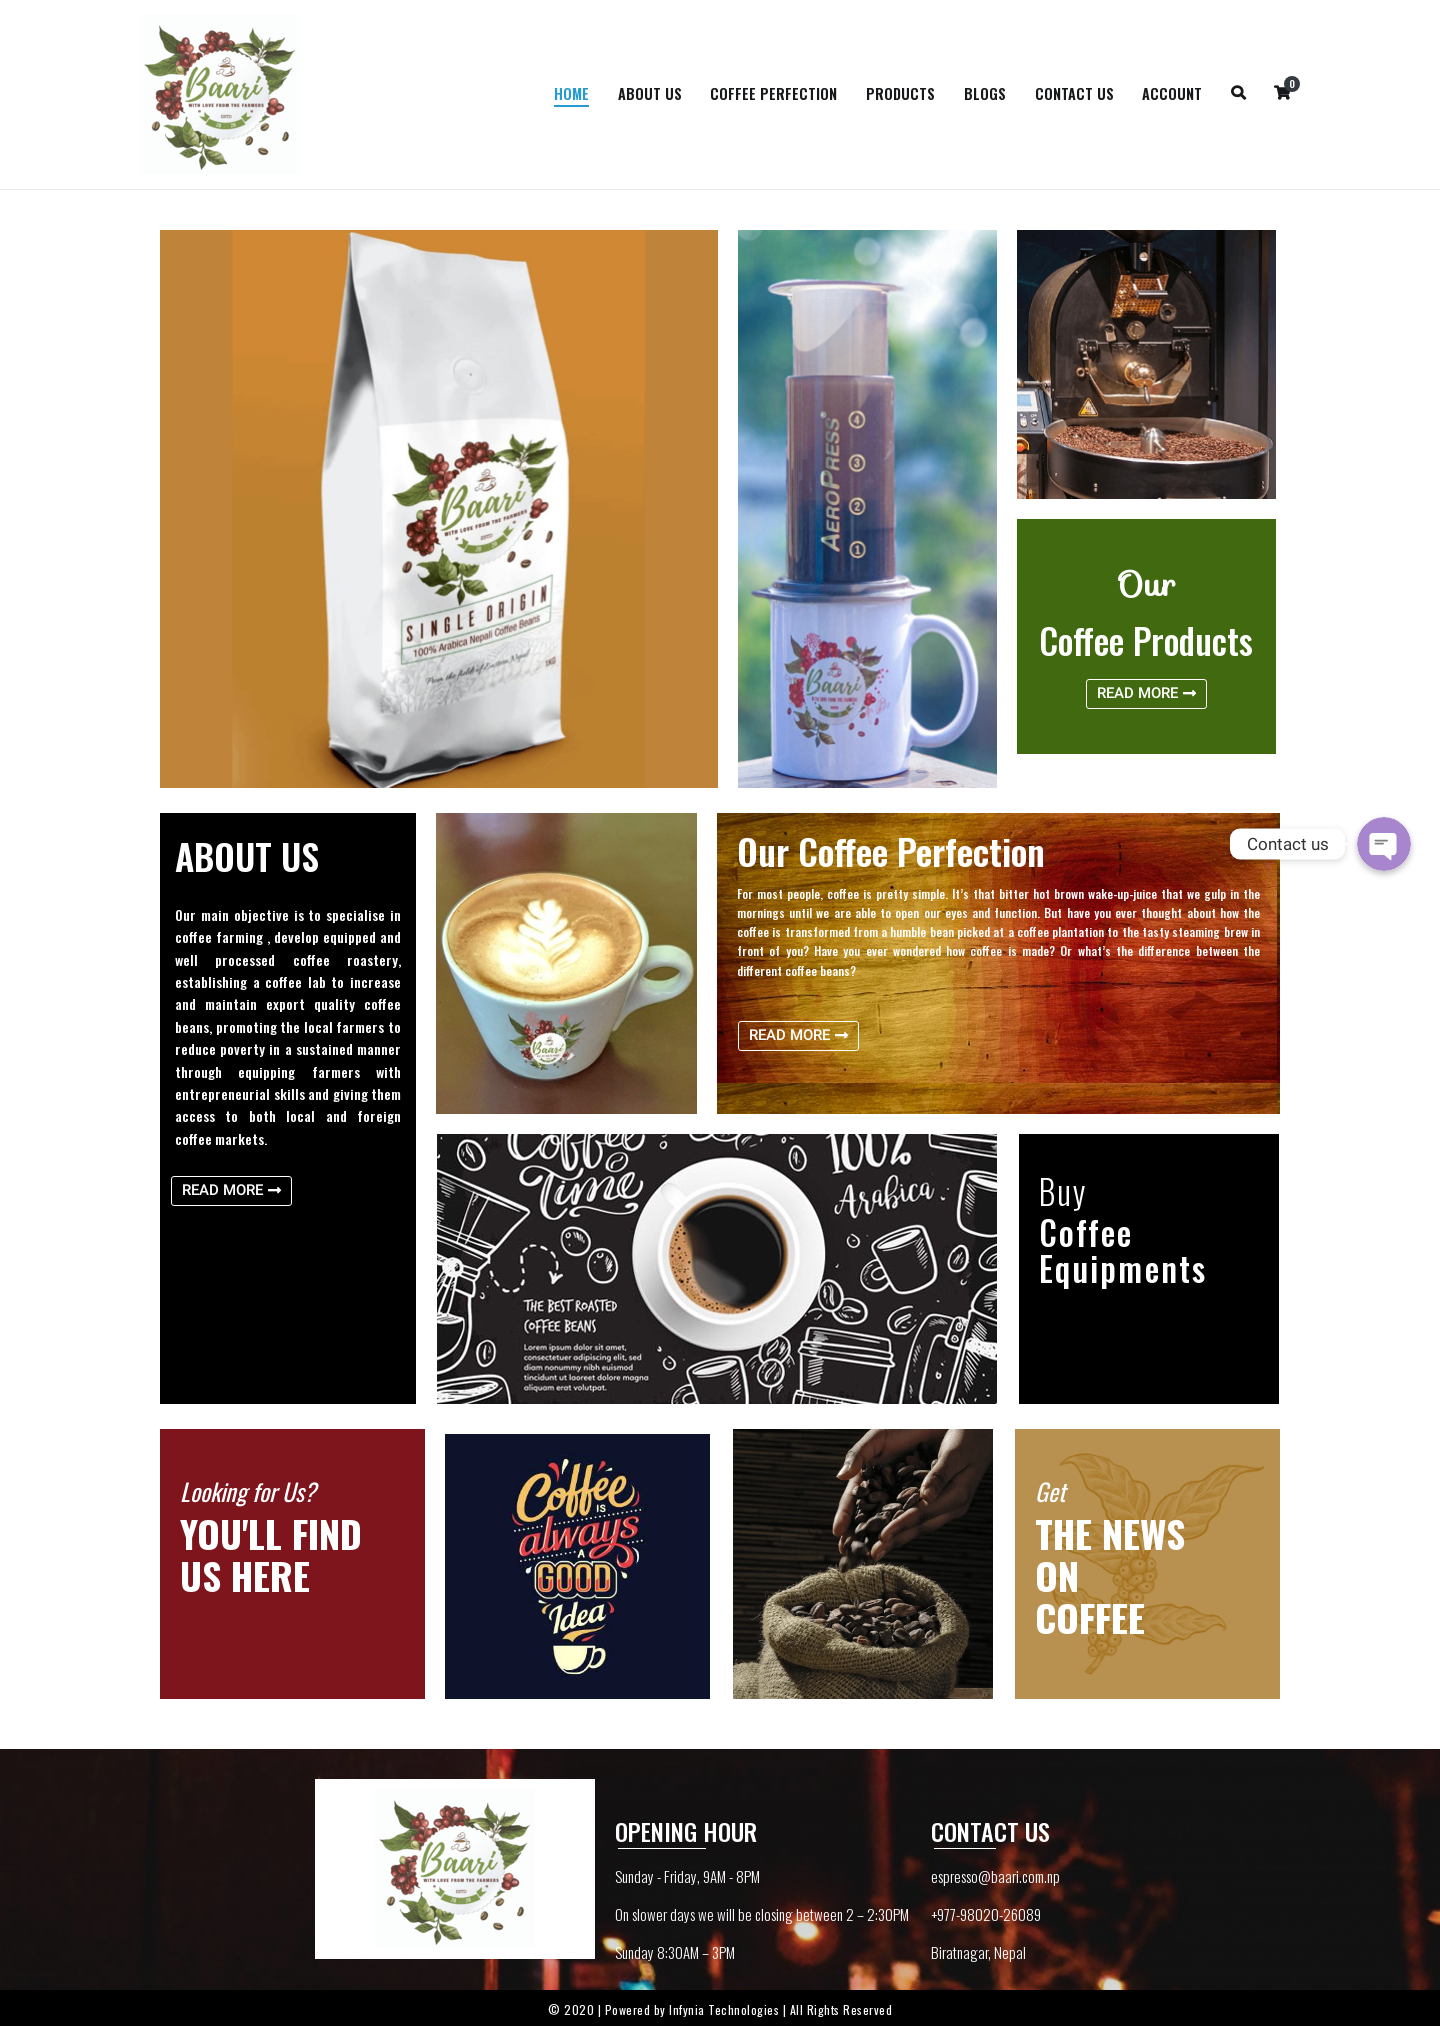 Baari
WITH LOVE FROM THE FARMERS
ESTD
HOME
ABOUT US
COFFEE PERFECTION
PRODUCTS
BLOGS
CONTACT US
ACCOUNT
0
Baari
WITH LOVE FROM THE FARMERS
ESTD
SINGLE ORIGIN
100% Arabica Nepali Coffee Beans
From the fields of Eastern Nepal
1KG
AEROPRESS
4
3
2
1
Baari
WITH LOVE FROM THE FARMERS
Our
Coffee Products
READ MORE
ABOUT US
Our main objective is to specialise in
coffee farming , develop equipped and
well processed coffee roastery,
establishing a coffee lab to increase
and maintain export quality coffee
beans, promoting the local farmers to
reduce poverty in a sustained manner
through equipping farmers with
entrepreneurial skills and giving them
access to both local and foreign
coffee markets.
READ MORE
Baari
Our Coffee Perfection
For most people, coffee is pretty simple. It's that bitter hot brown wake-up-juice that we gulp in the
mornings until we are able to open our eyes and function. But have you ever thought about how the
coffee is transformed from a humble bean picked at a coffee plantation to the tasty steaming brew in
front of you? Have you ever wondered how coffee is made? Or what's the difference between the
different coffee beans?
READ MORE
Contact us
Coffee
Time
100%
Arabica
THE BEST ROASTED
COFFEE BEANS
Lorem ipsum dolor sit amet,
consectetuer adipiscing elit, sed
diam nonummy nibh euismod
tincidunt ut laoreet dolore magna
aliquam erat volutpat.
Buy
Coffee
Equipments
Looking for Us?
YOU'LL FIND
US HERE
Coffee
IS
always
A
GOOD
Idea
Get
THE NEWS
ON
COFFEE
Baari
WITH LOVE FROM THE FARMERS
ESTD
OPENING HOUR
Sunday - Friday, 9AM - 8PM
On slower days we will be closing between 2 – 2:30PM
Sunday 8:30AM – 3PM
CONTACT US
espresso@baari.com.np
+977-98020-26089
Biratnagar, Nepal
© 2020 | Powered by Infynia Technologies | All Rights Reserved